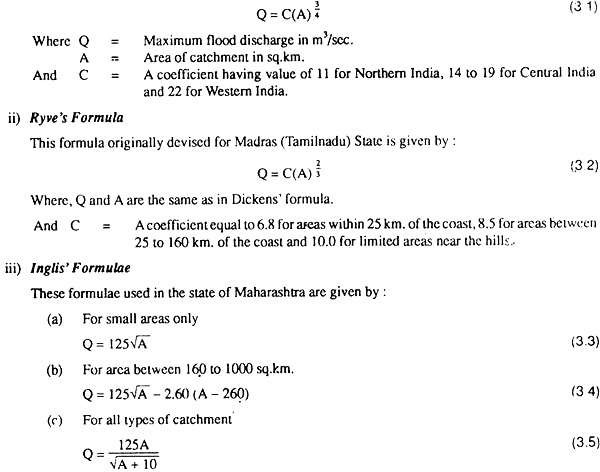 Q = C(A)^(3/4) (3 1)
Where Q = Maximum flood discharge in m³/sec.
A = Area of catchment in sq.km.
And C = A coefficient having value of 11 for Northern India, 14 to 19 for Central India
and 22 for Western India.
ii) Ryve's Formula
This formula originally devised for Madras (Tamilnadu) State is given by :
Q = C(A)^(2/3) (3 2)
Where, Q and A are the same as in Dickens' formula.
And C = A coefficient equal to 6.8 for areas within 25 km. of the coast, 8.5 for areas between
25 to 160 km. of the coast and 10.0 for limited areas near the hills.
iii) Inglis' Formulae
These formulae used in the state of Maharashtra are given by :
(a) For small areas only
Q = 125√A (3.3)
(b) For area between 160 to 1000 sq.km.
Q = 125√A – 2.60 (A – 260) (3 4)
(c) For all types of catchment
Q = 125A / √(A + 10) (3.5)